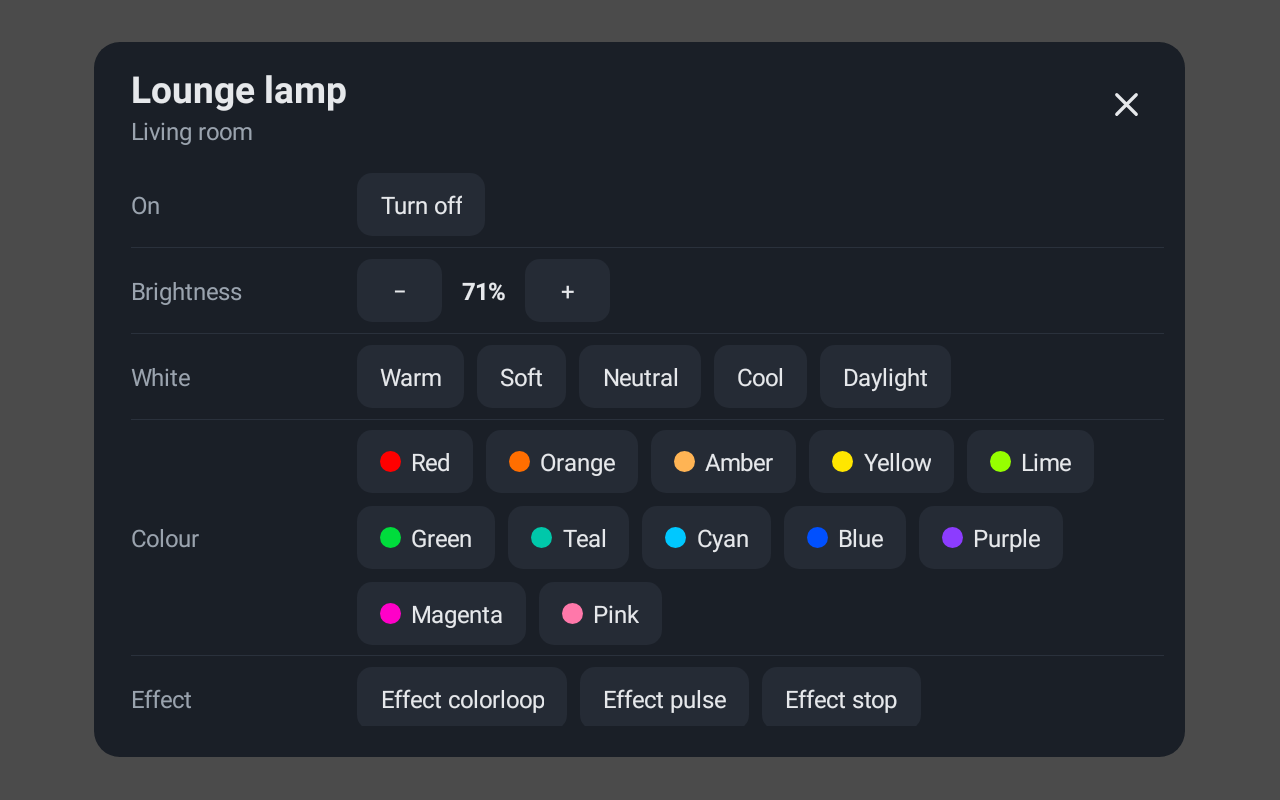 Lounge lamp
Living room
On
Turn off
Brightness
− 71% +
White
Warm Soft Neutral Cool Daylight
Colour
Red Orange Amber Yellow Lime
Green Teal Cyan Blue Purple
Magenta Pink
Effect
Effect colorloop Effect pulse Effect stop